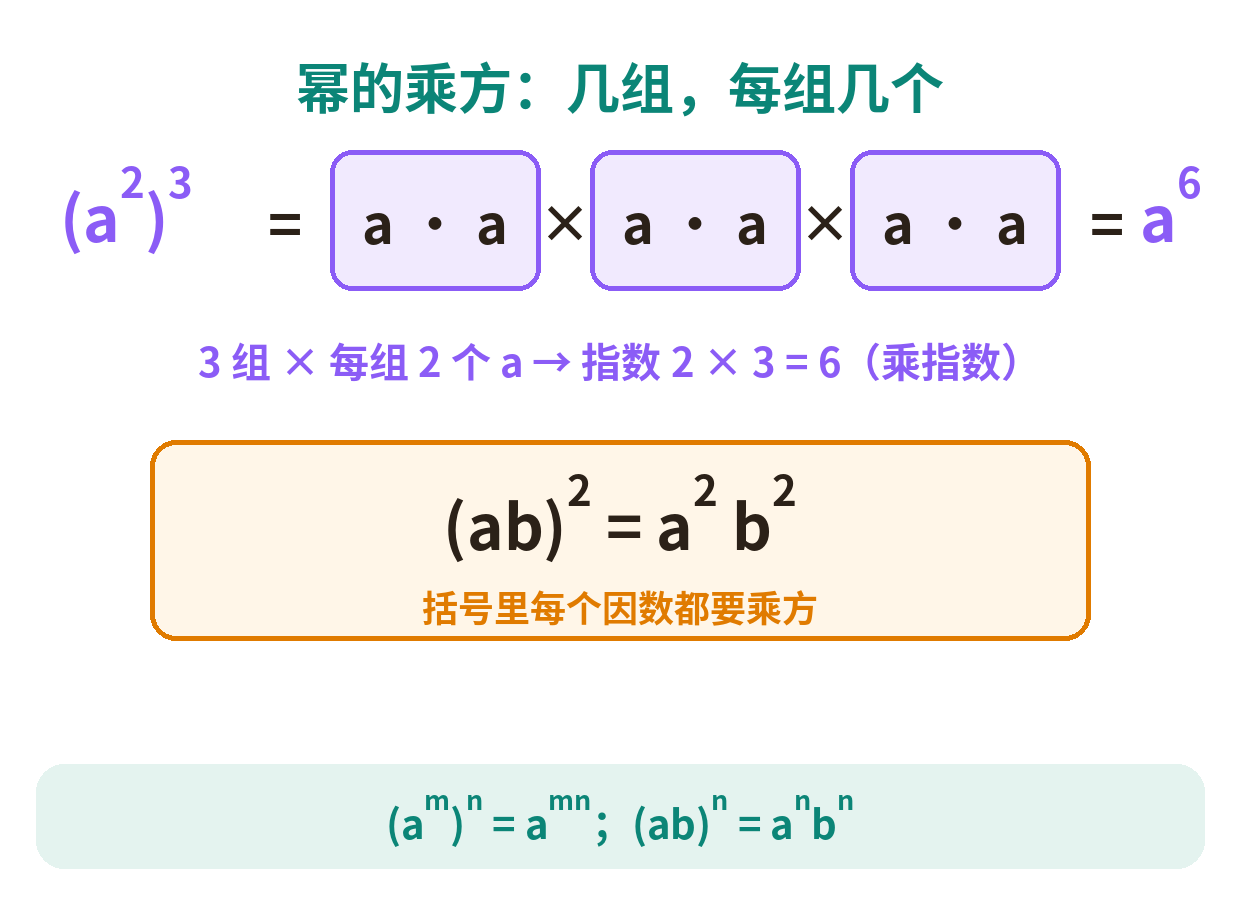 幂的乘方：几组，每组几个
(a²)³ = a · a × a · a × a · a = a⁶
3 组 × 每组 2 个 a → 指数 2 × 3 = 6（乘指数）
(ab)² = a² b²
括号里每个因数都要乘方
(aᵐ)ⁿ = aᵐⁿ；(ab)ⁿ = aⁿbⁿ